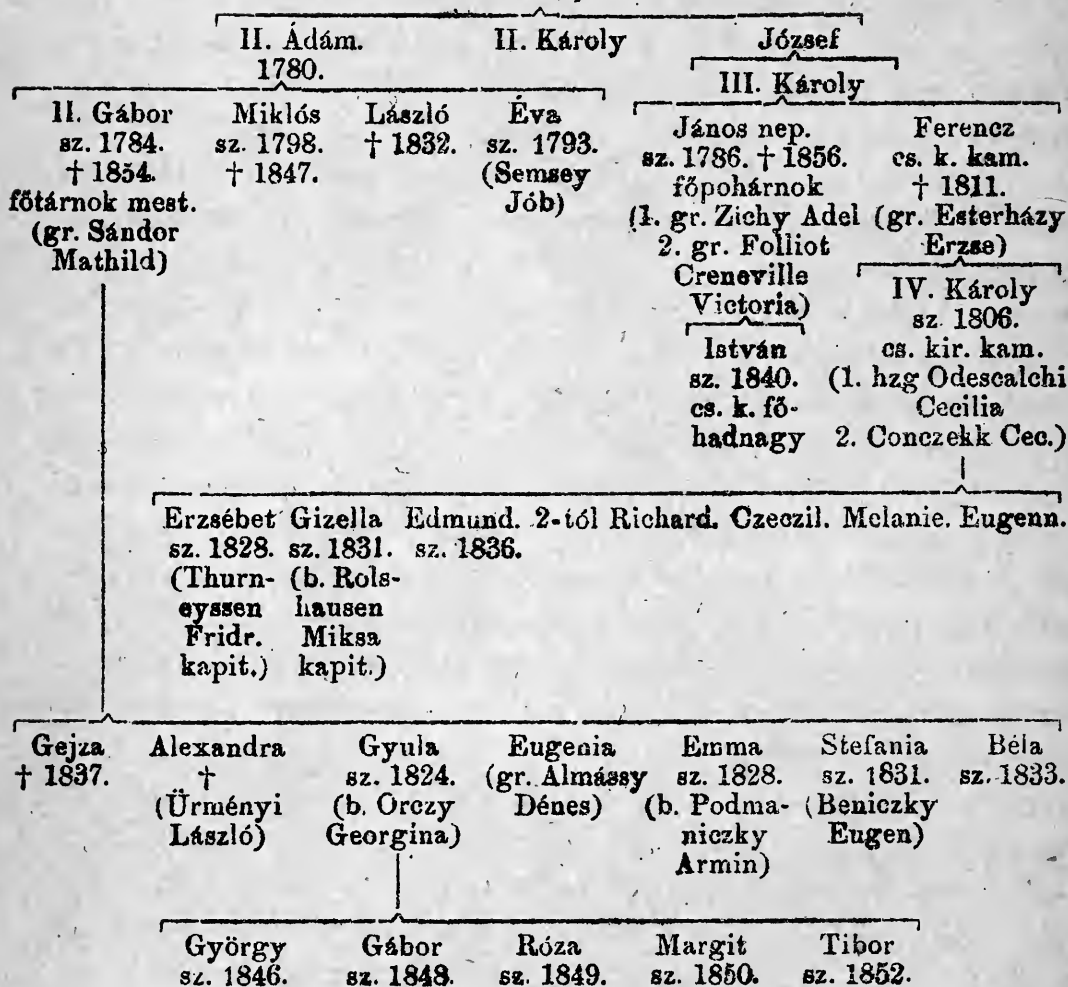 II. Ádám. II. Károly József
1780.
III. Károly
II. Gábor Miklós László Éva
sz. 1784. sz. 1798. † 1832. sz. 1793.
† 1854. † 1847. (Semsey
főtárnok mest. Jób)
(gr. Sándor
Mathild)
János nep. Ferencz
sz. 1786. † 1856. cs. k. kam.
főpohárnok † 1811.
(1. gr. Zichy Adel (gr. Esterházy
2. gr. Folliot Erzse)
Creneville IV. Károly
Victoria) sz. 1806.
István cs. kir. kam.
sz. 1840. (1. hzg Odescalchi
cs. k. fő- Cecilia
hadnagy 2. Conczekk Cec.)
Erzsébet Gizella Edmund. 2-tól Richard. Czeczil. Melanie. Eugenn.
sz. 1828. sz. 1831. sz. 1836.
(Thurn- (b. Rols-
eyssen hausen
Fridr. Miksa
kapit.) kapit.)
Gejza Alexandra Gyula Eugenia Emma Stefania Béla
† 1837. † sz. 1824. (gr. Almássy sz. 1828. sz. 1831. sz. 1833.
(Ürményi (b. Orczy Dénes) (b. Podma- (Beniczky
László) Georgina) niczky Eugen)
Armin)
György Gábor Róza Margit Tibor
sz. 1846. sz. 1848. sz. 1849. sz. 1850. sz. 1852.